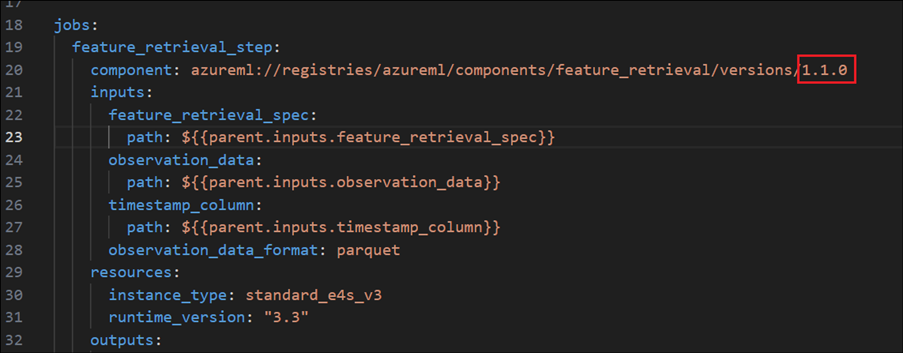 17
18 jobs:
19   feature_retrieval_step:
20     component: azureml://registries/azureml/components/feature_retrieval/versions/1.1.0
21     inputs:
22       feature_retrieval_spec:
23         path: ${{parent.inputs.feature_retrieval_spec}}
24       observation_data:
25         path: ${{parent.inputs.observation_data}}
26       timestamp_column:
27         path: ${{parent.inputs.timestamp_column}}
28       observation_data_format: parquet
29     resources:
30       instance_type: standard_e4s_v3
31       runtime_version: "3.3"
32     outputs: